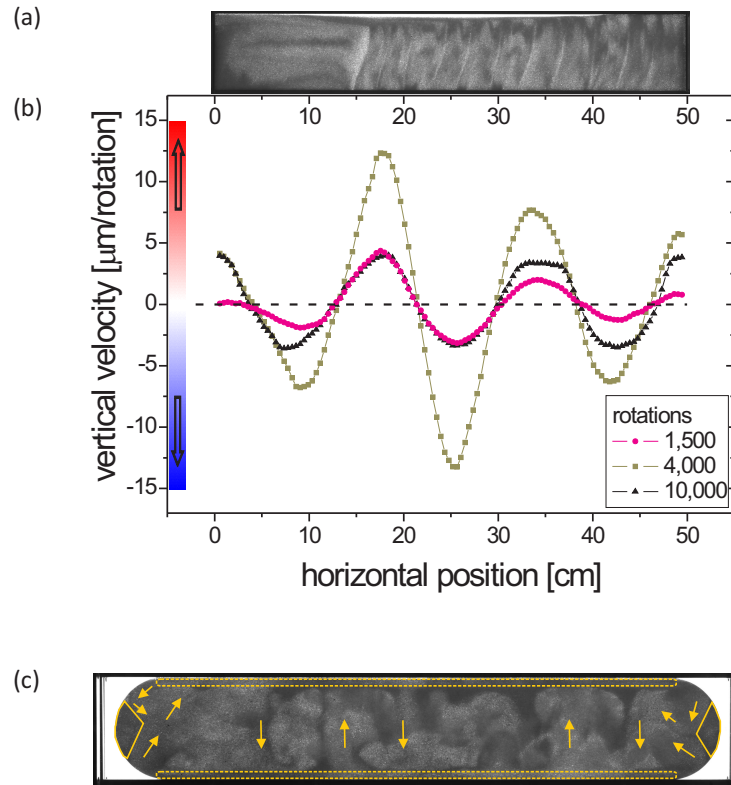 (a)
(b)
0 10 20 30 40 50
15
10
5
0
-5
-10
-15
vertical velocity [µm/rotation]
rotations
1,500
4,000
10,000
0 10 20 30 40 50
horizontal position [cm]
(c)